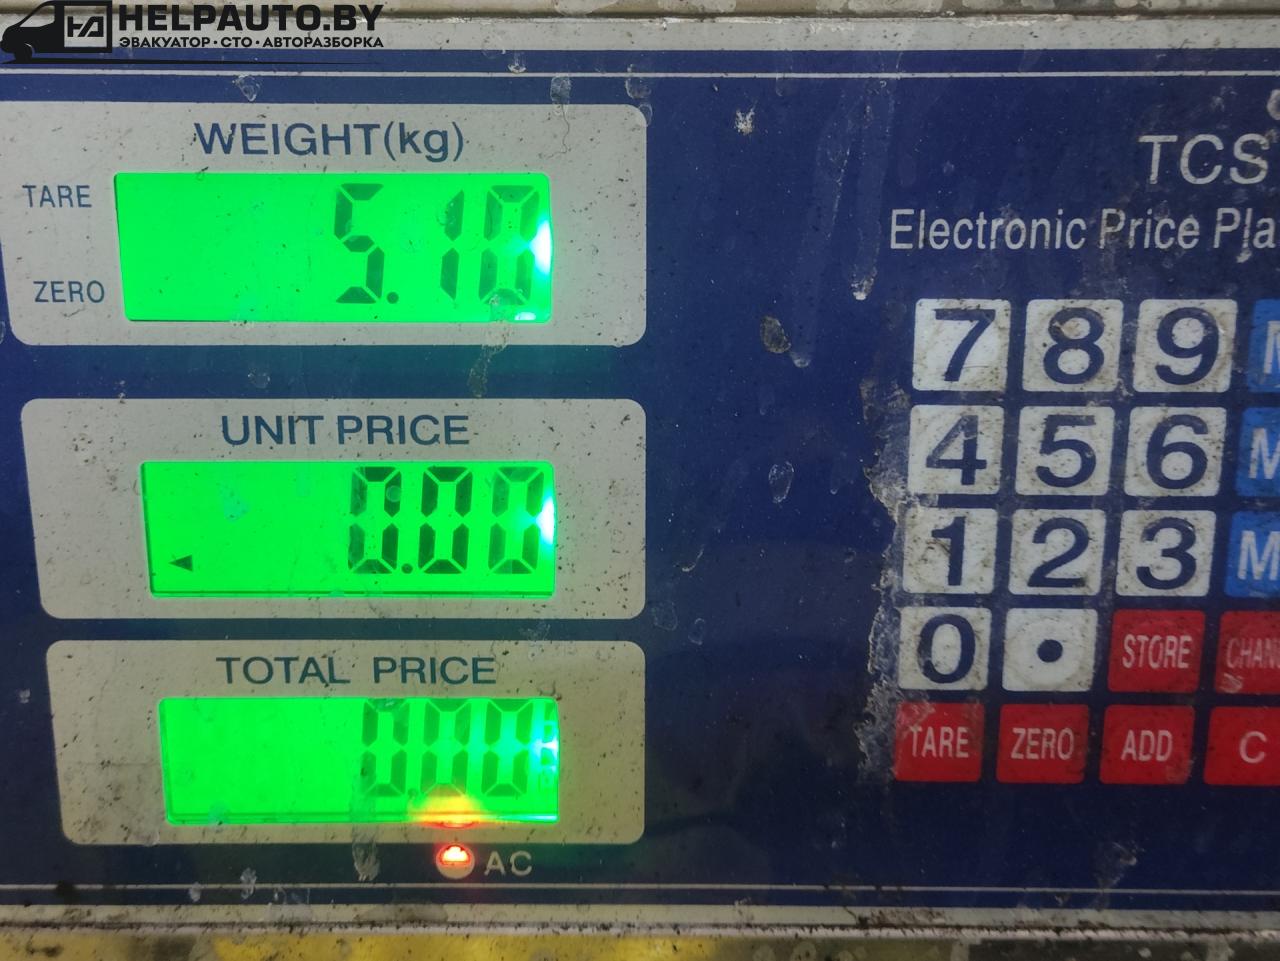 HELPAUTO.BY
ЭВАКУАТОР • СТО • АВТОРАЗБОРКА
WEIGHT(kg)
TARE
5.10
ZERO
TCS
Electronic Price Pla
UNIT PRICE
0.00
TOTAL PRICE
0.00
AC
7 8 9 M
4 5 6 M
1 2 3 M
0 • STORE CHAN
TARE ZERO ADD C